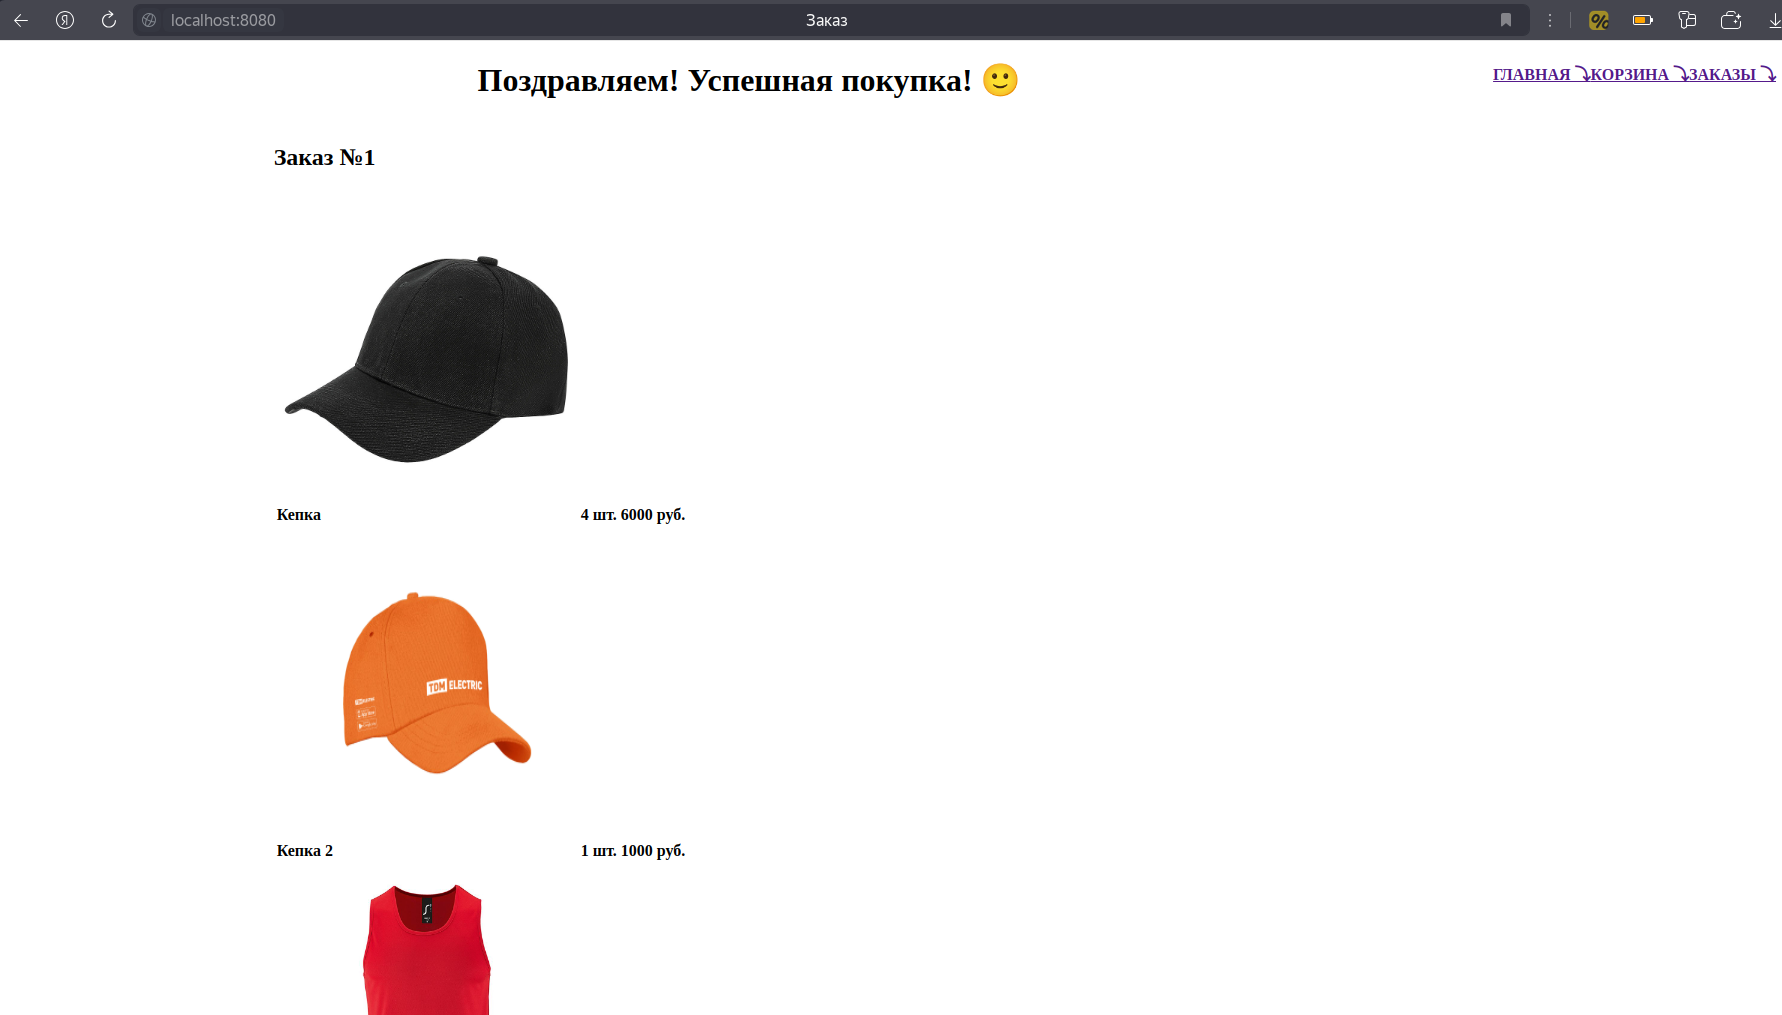 localhost:8080
Заказ
Поздравляем! Успешная покупка! 🙂
ГЛАВНАЯ ⤵КОРЗИНА ⤵ЗАКАЗЫ ⤵
Заказ №1
Кепка
4 шт. 6000 руб.
TDM ELECTRIC
Кепка 2
1 шт. 1000 руб.